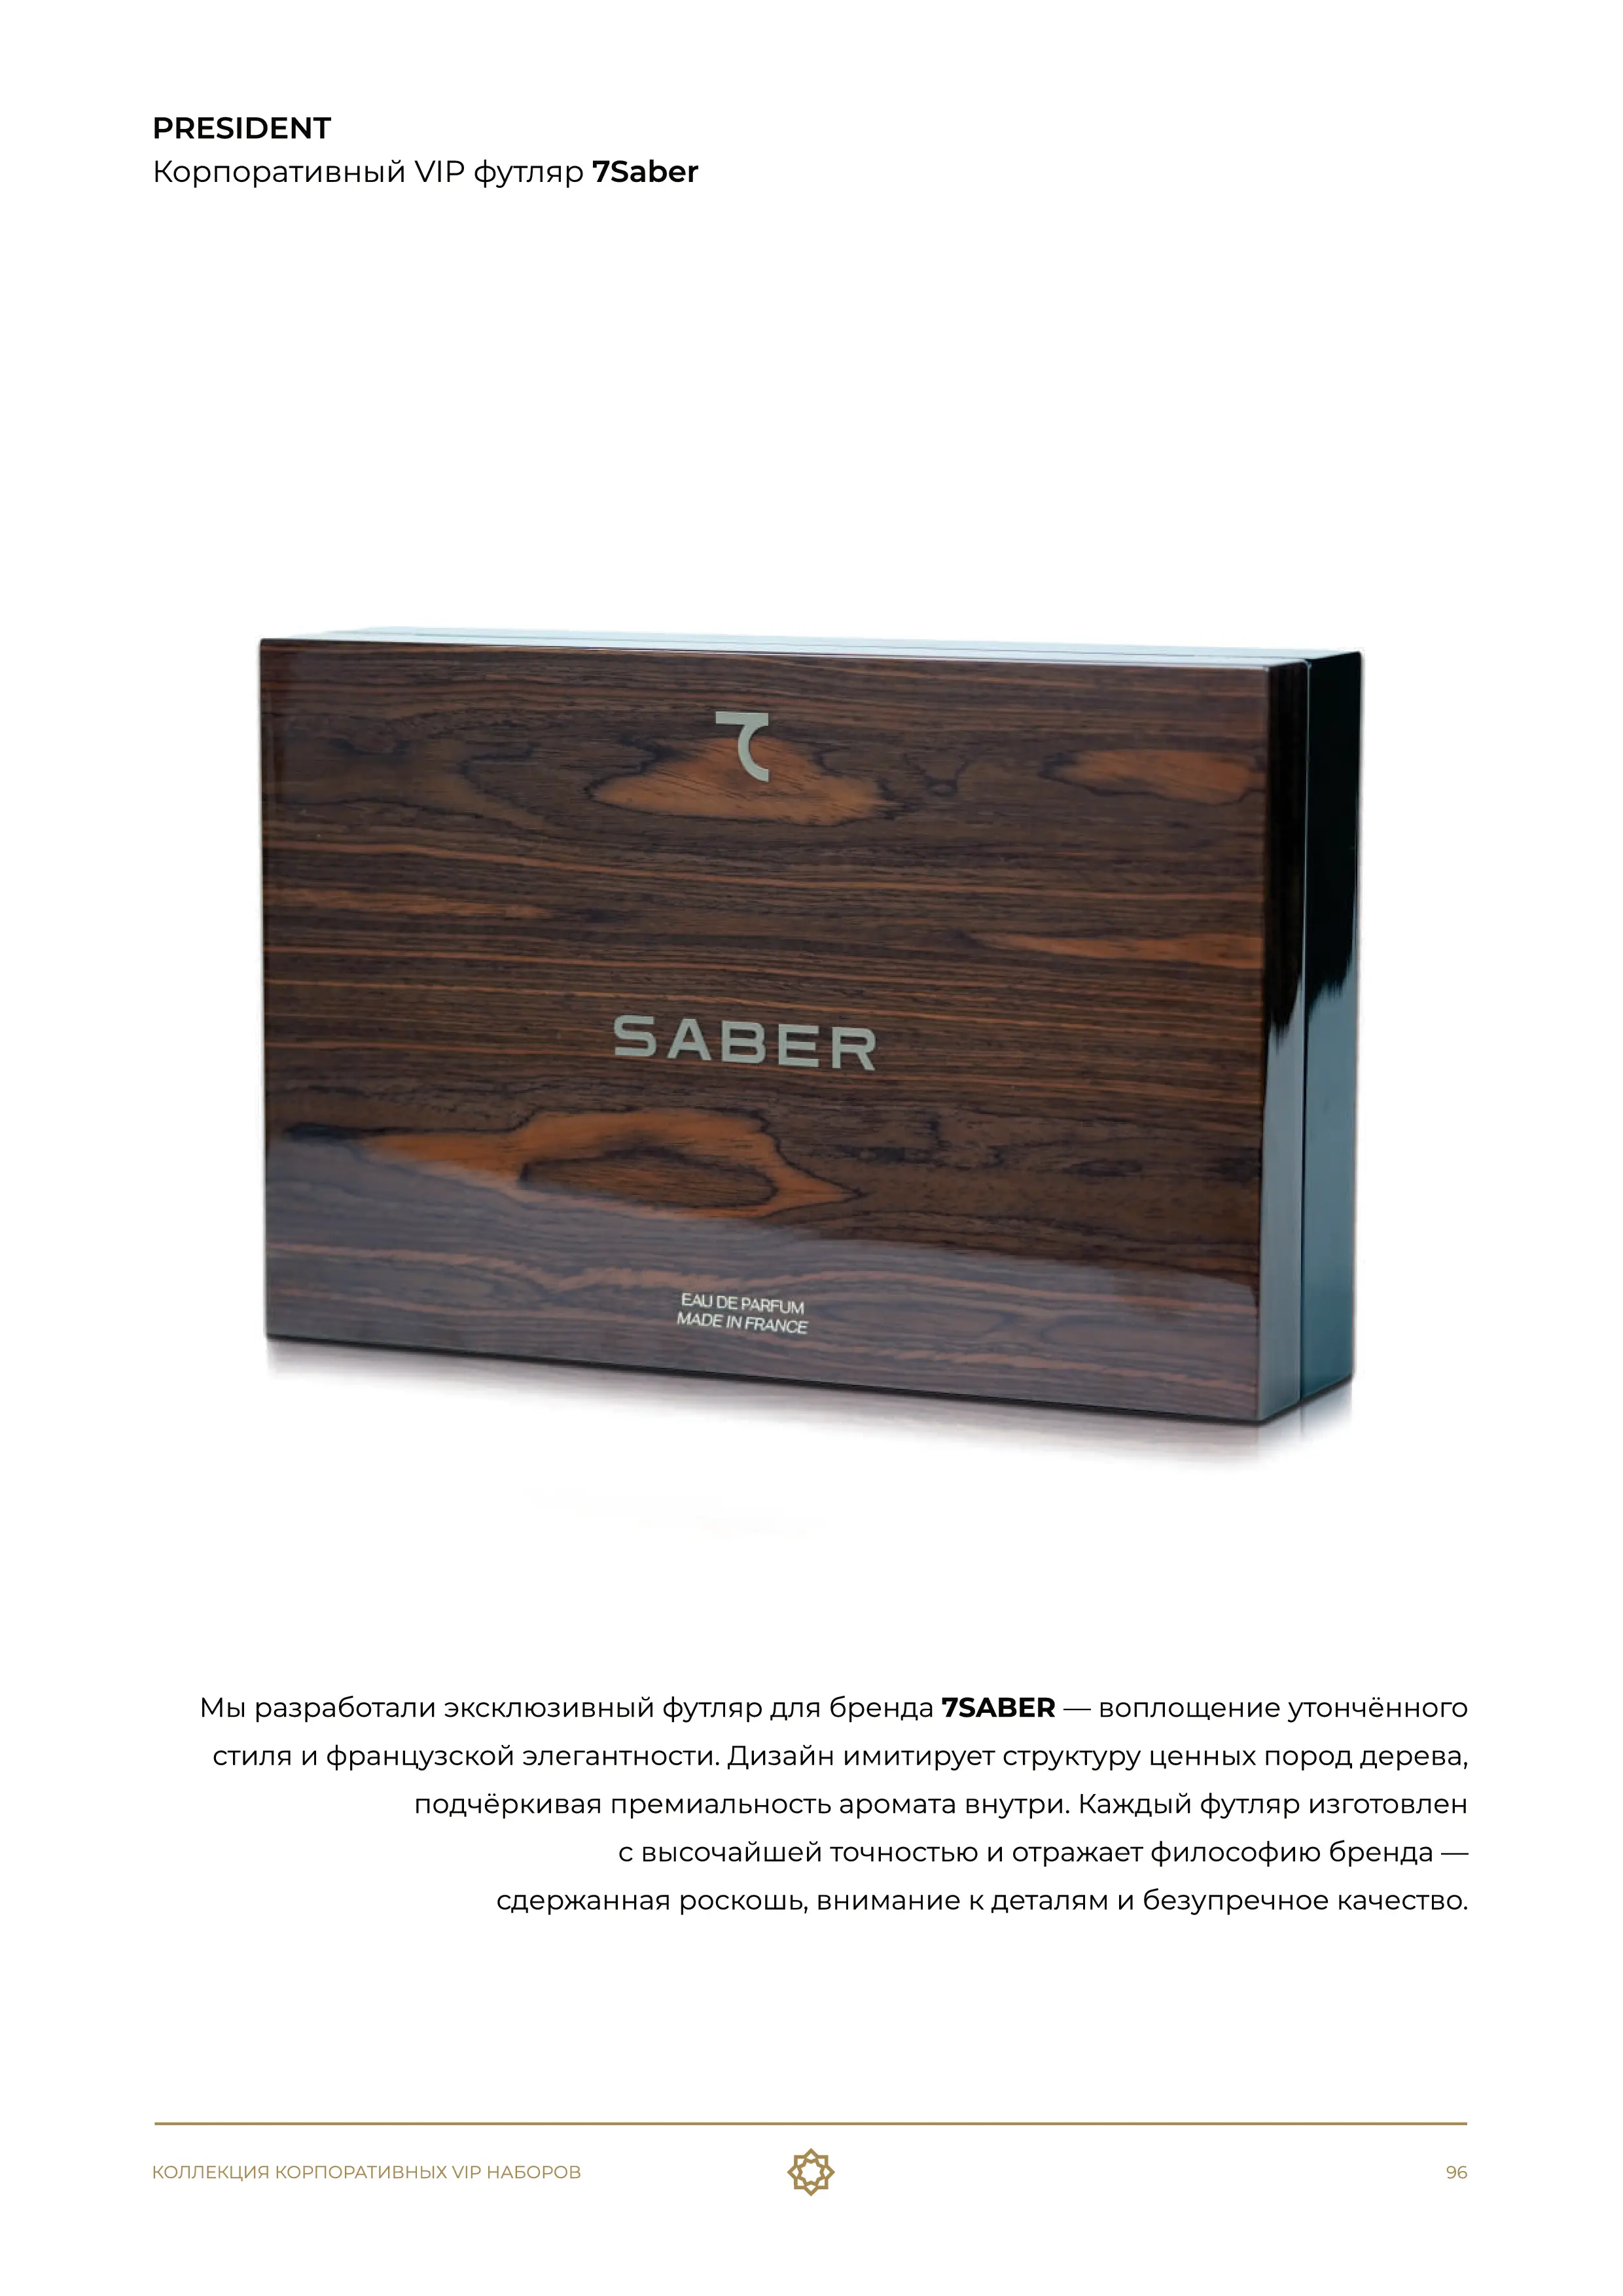 PRESIDENT
Корпоративный VIP футляр 7Saber
7
SABER
EAU DE PARFUM
MADE IN FRANCE
Мы разработали эксклюзивный футляр для бренда 7SABER — воплощение утончённого
стиля и французской элегантности. Дизайн имитирует структуру ценных пород дерева,
подчёркивая премиальность аромата внутри. Каждый футляр изготовлен
с высочайшей точностью и отражает философию бренда —
сдержанная роскошь, внимание к деталям и безупречное качество.
КОЛЛЕКЦИЯ КОРПОРАТИВНЫХ VIP НАБОРОВ
96